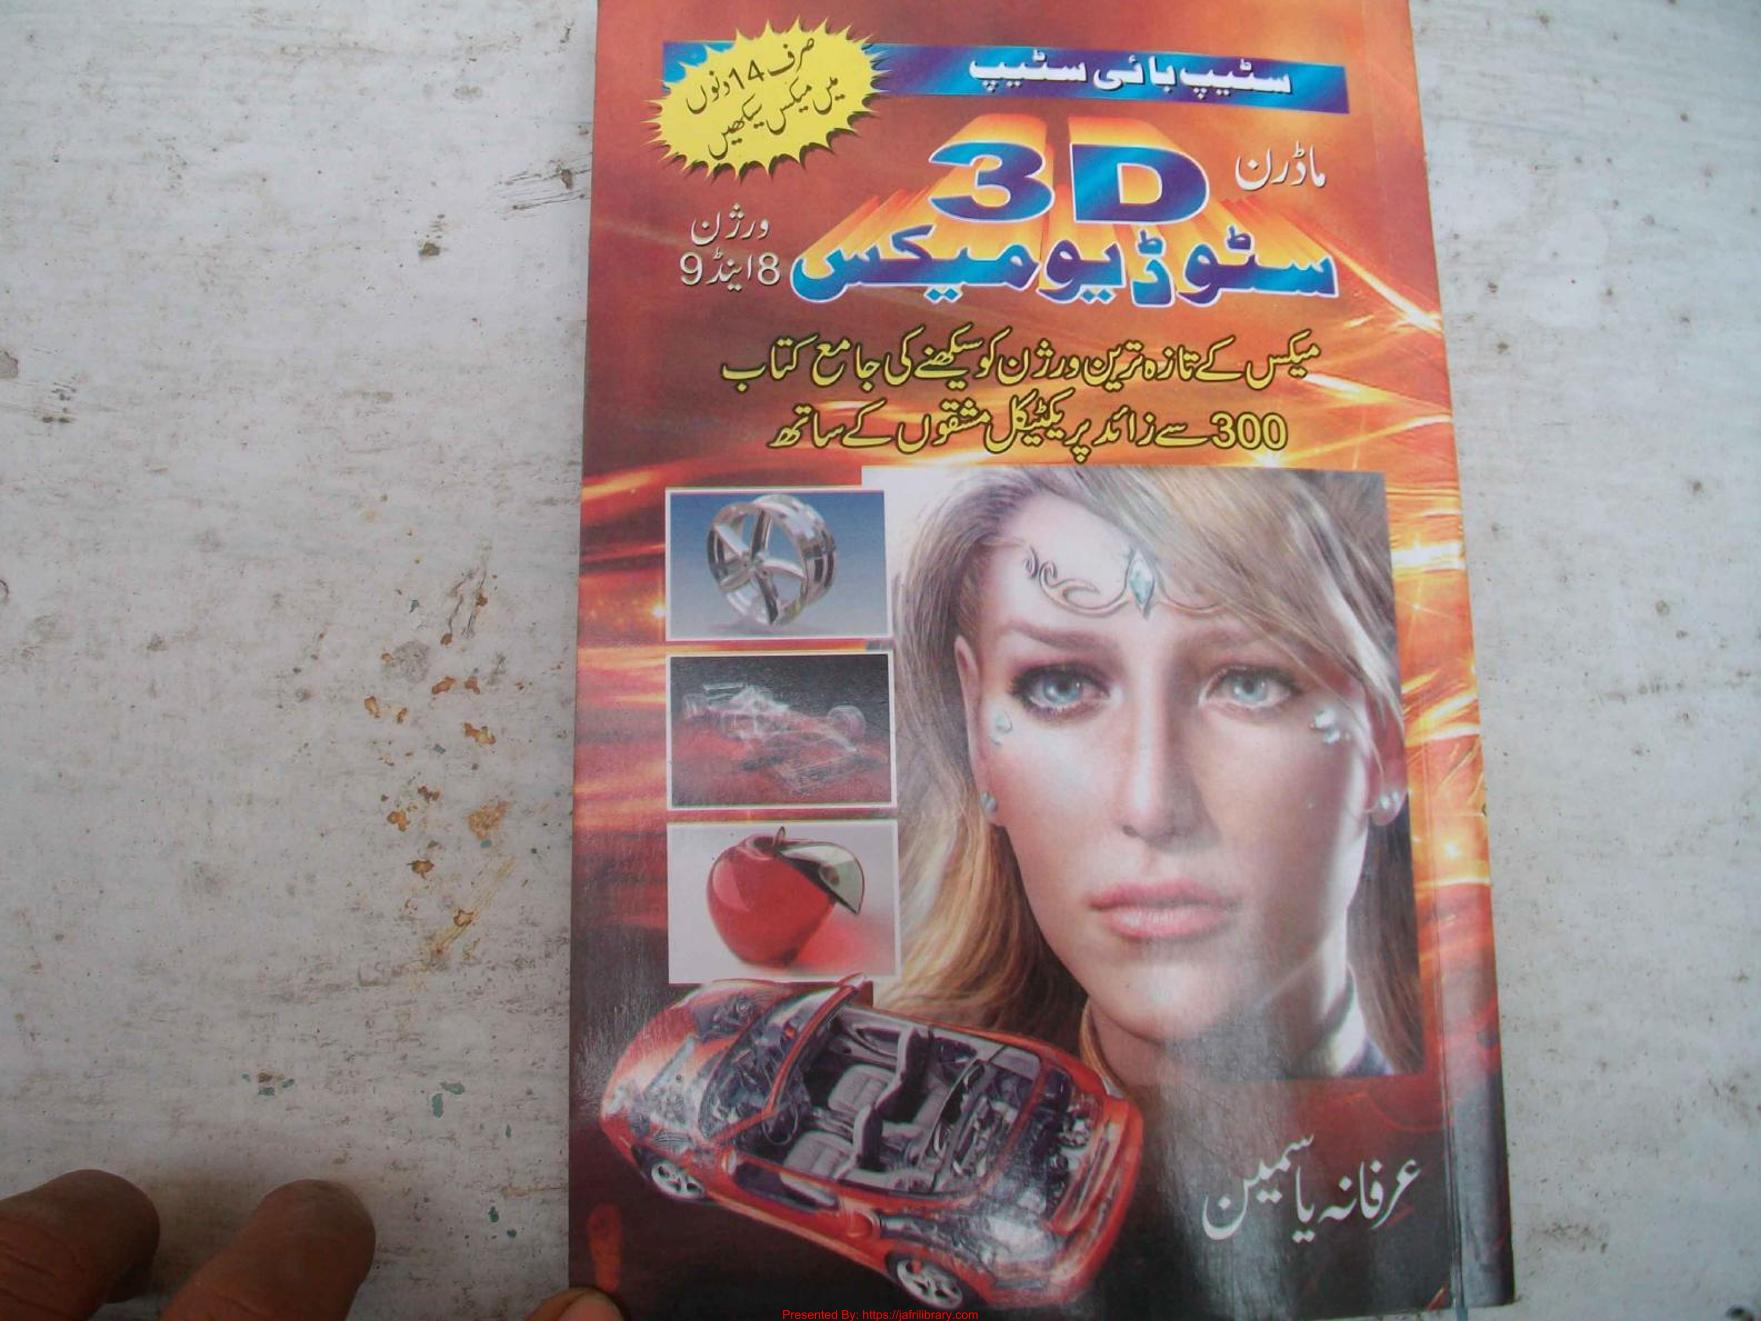 سٹیپ بائی سٹیپ
صرف 14 دنوں
میں میکس سیکھیں
ماڈرن
3D
سٹوڈیو میکس
ورژن
8 اینڈ 9
میکس کے تازہ ترین ورژن کو سیکھنے کی جامع کتاب
300 سے زائد پریکٹیکل مشقوں کے ساتھ
عرفانہ یاسمین
Presented By: https://jafrilibrary.com